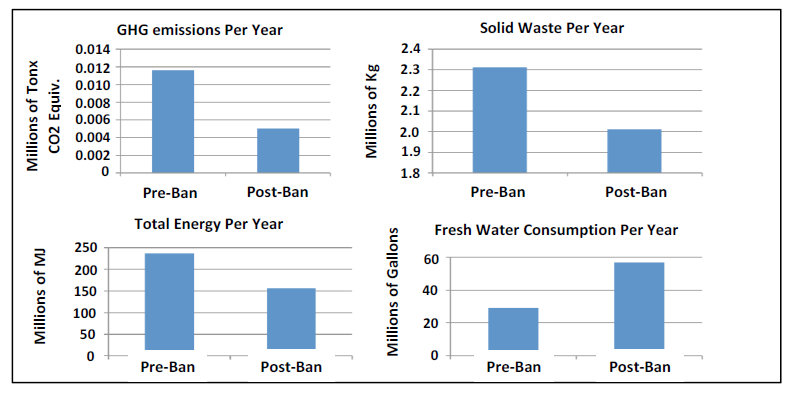 GHG emissions Per Year
Millions of Tonx
CO2 Equiv.
0.014
0.012
0.010
0.008
0.006
0.004
0.002
0
Pre-Ban Post-Ban
Solid Waste Per Year
Millions of Kg
2.4
2.3
2.2
2.1
2.0
1.9
1.8
Pre-Ban Post-Ban
Total Energy Per Year
Millions of MJ
250
200
150
100
50
0
Pre-Ban Post-Ban
Fresh Water Consumption Per Year
Millions of Gallons
60
40
20
0
Pre-Ban Post-Ban